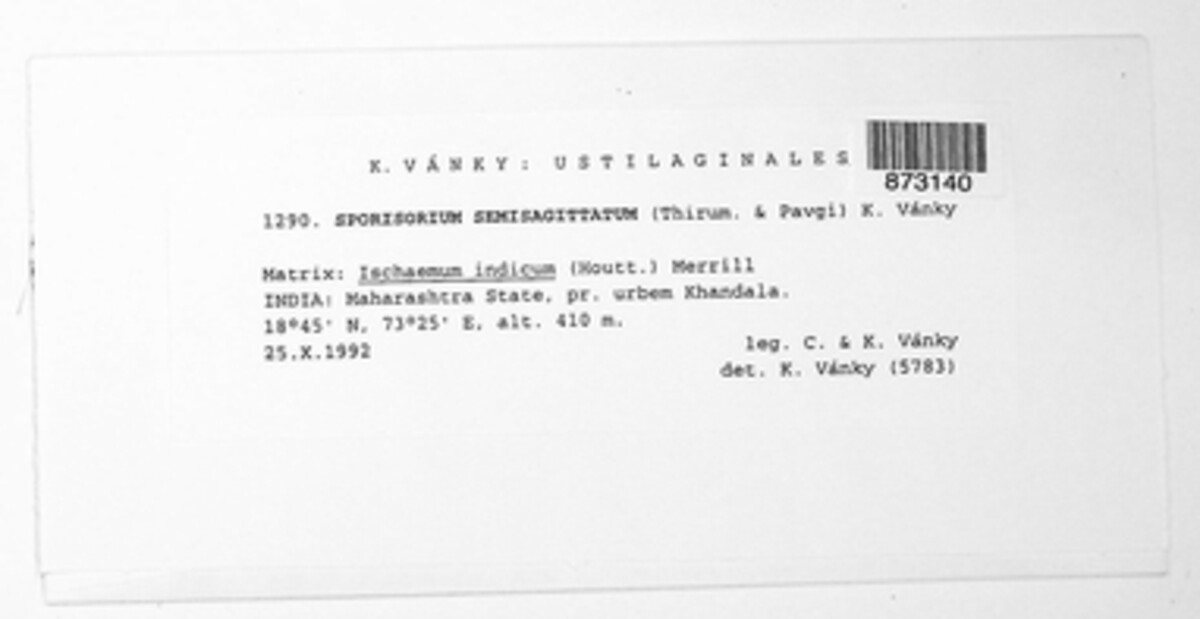 K. VÁNKY: USTILAGINALES
873140
1290. SPORISORIUM SEMISAGITTATUM (Thirum. & Pavgi) K. Vánky
Matrix: Ischaemum indicum (Houtt.) Merrill
INDIA: Maharashtra State, pr. urbem Khandala.
18°45' N, 73°25' E, alt. 410 m.
25.X.1992
leg. C. & K. Vánky
det. K. Vánky (5783)